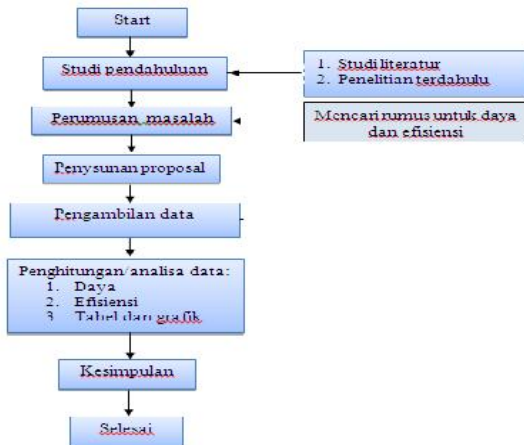 Start
Studi pendahuluan
1. Studi literatur
2. Penelitian terdahulu
Perumusan masalah
Mencari rumus untuk daya
dan efisiensi
Penysunan proposal
Pengambilan data
Penghitungan/analisa data:
1. Daya
2. Efisiensi
3. Tabel dan grafik
Kesimpulan
Selesai